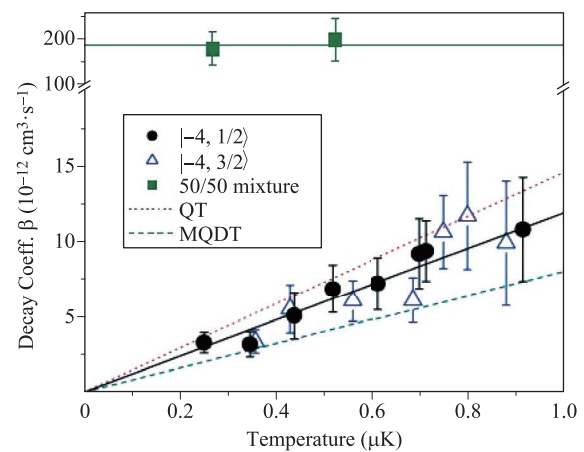 200
100
|−4, 1/2⟩
|−4, 3/2⟩
50/50 mixture
QT
MQDT
15
10
5
Decay Coeff. β (10⁻¹² cm³·s⁻¹)
0 0.2 0.4 0.6 0.8 1.0
Temperature (μK)